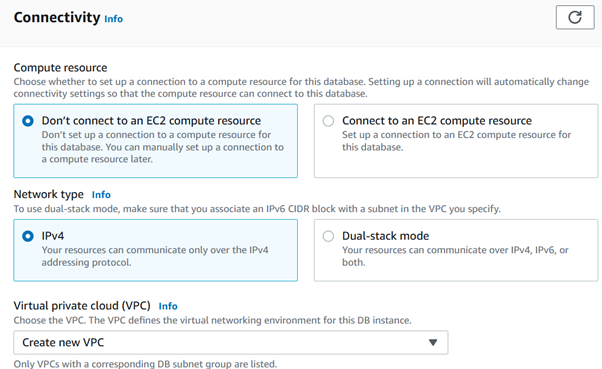 Connectivity Info
Compute resource
Choose whether to set up a connection to a compute resource for this database. Setting up a connection will automatically change
connectivity settings so that the compute resource can connect to this database.
Don't connect to an EC2 compute resource
Don't set up a connection to a compute resource for
this database. You can manually set up a connection to
a compute resource later.
Connect to an EC2 compute resource
Set up a connection to an EC2 compute resource for
this database.
Network type Info
To use dual-stack mode, make sure that you associate an IPv6 CIDR block with a subnet in the VPC you specify.
IPv4
Your resources can communicate only over the IPv4
addressing protocol.
Dual-stack mode
Your resources can communicate over IPv4, IPv6, or
both.
Virtual private cloud (VPC) Info
Choose the VPC. The VPC defines the virtual networking environment for this DB instance.
Create new VPC
Only VPCs with a corresponding DB subnet group are listed.